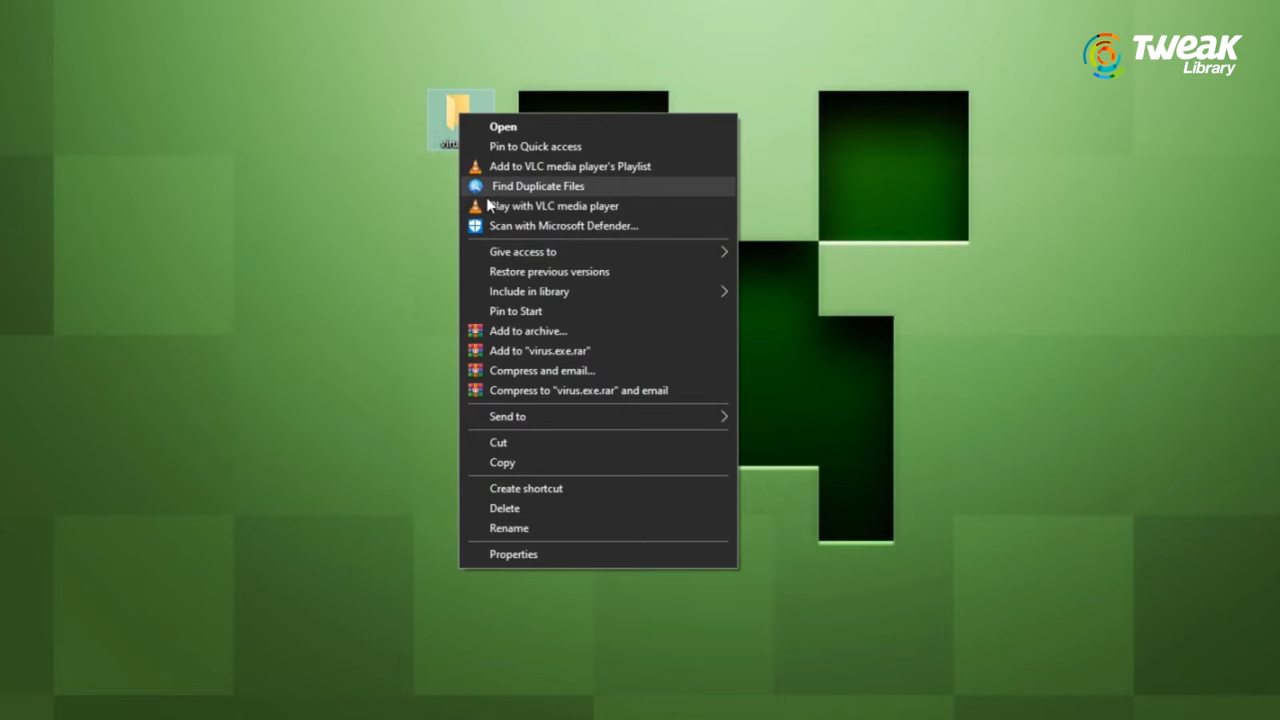 TWEAK
Library
Open
Pin to Quick access
Add to VLC media player's Playlist
Find Duplicate Files
Play with VLC media player
Scan with Microsoft Defender...
Give access to
Restore previous versions
Include in library
Pin to Start
Add to archive...
Add to "virus.exe.rar"
Compress and email...
Compress to "virus.exe.rar" and email
Send to
Cut
Copy
Create shortcut
Delete
Rename
Properties